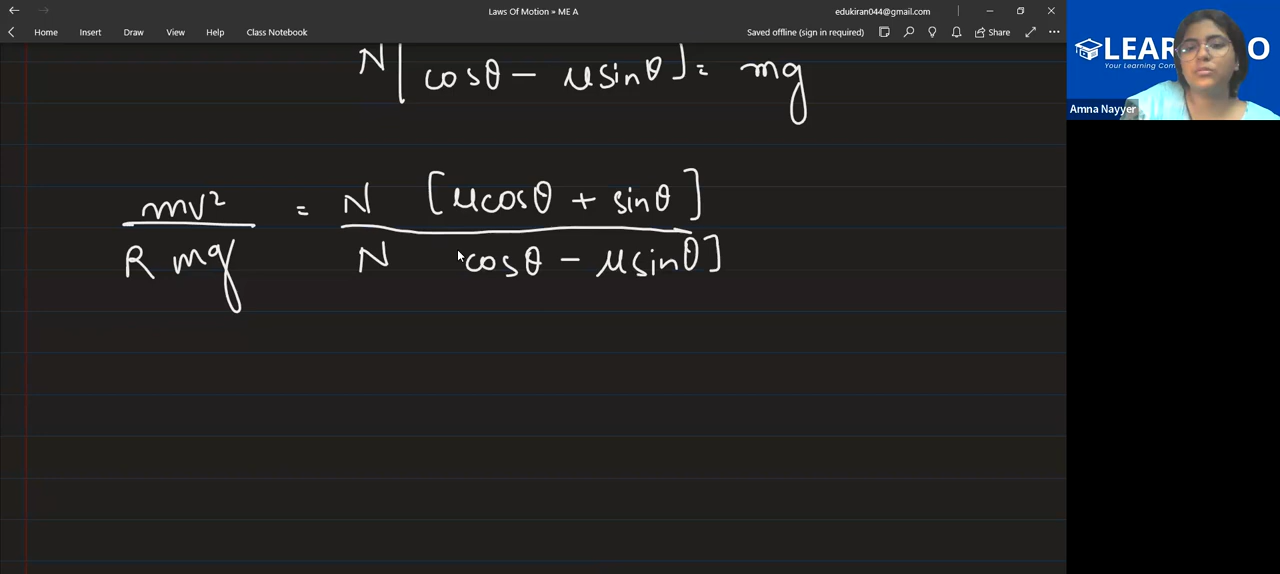 Laws Of Motion » ME A
edukiran044@gmail.com
Home Insert Draw View Help Class Notebook
Saved offline (sign in required)
Share
N[cosθ - μsinθ] = mg
mv² / R mg = N [μcosθ + sinθ] / N cosθ - μsinθ]
LEAR O
Your Learning Com
Amna Nayyer